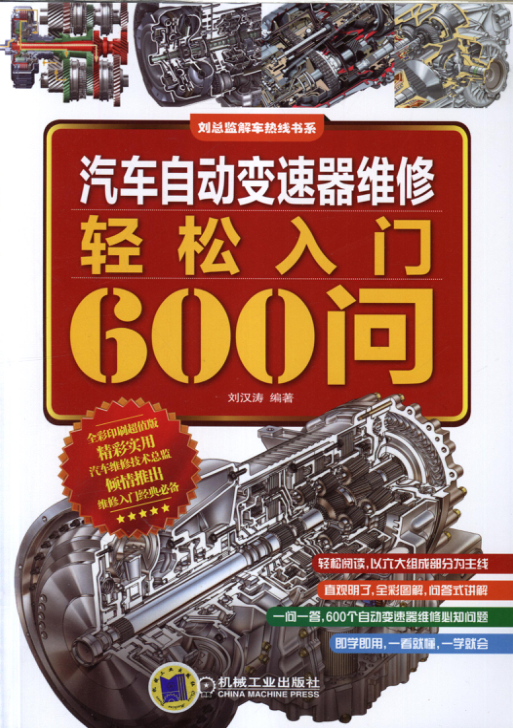 刘总监解车热线书系
汽车自动变速器维修
轻松入门
600问
刘汉涛 编著
全彩印刷超值版
精彩实用
汽车维修技术总监
倾情推出
维修入门经典必备
★★★★★
轻松阅读，以六大组成部分为主线
直观明了，全彩图解，问答式讲解
一问一答，600个自动变速器维修必知问题
即学即用，一看就懂，一学就会
机械工业出版社
CHINA MACHINE PRESS